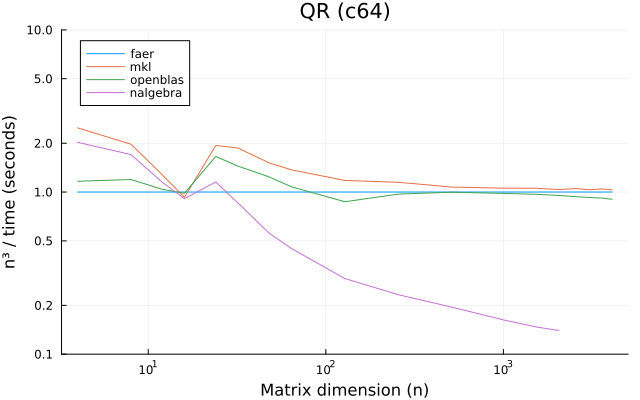 QR (c64)
n³ / time (seconds)
10.0
5.0
2.0
1.0
0.5
0.2
0.1
faer
mkl
openblas
nalgebra
10¹ 10² 10³
Matrix dimension (n)